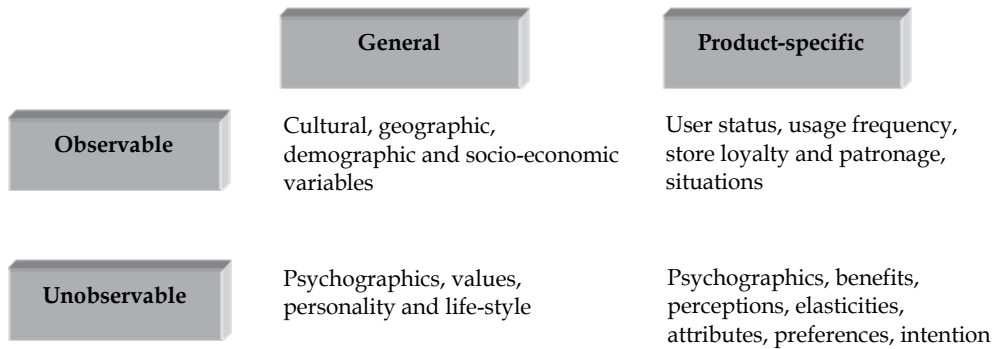 General
Product-specific
Observable
Cultural, geographic,
demographic and socio-economic
variables
User status, usage frequency,
store loyalty and patronage,
situations
Unobservable
Psychographics, values,
personality and life-style
Psychographics, benefits,
perceptions, elasticities,
attributes, preferences, intention